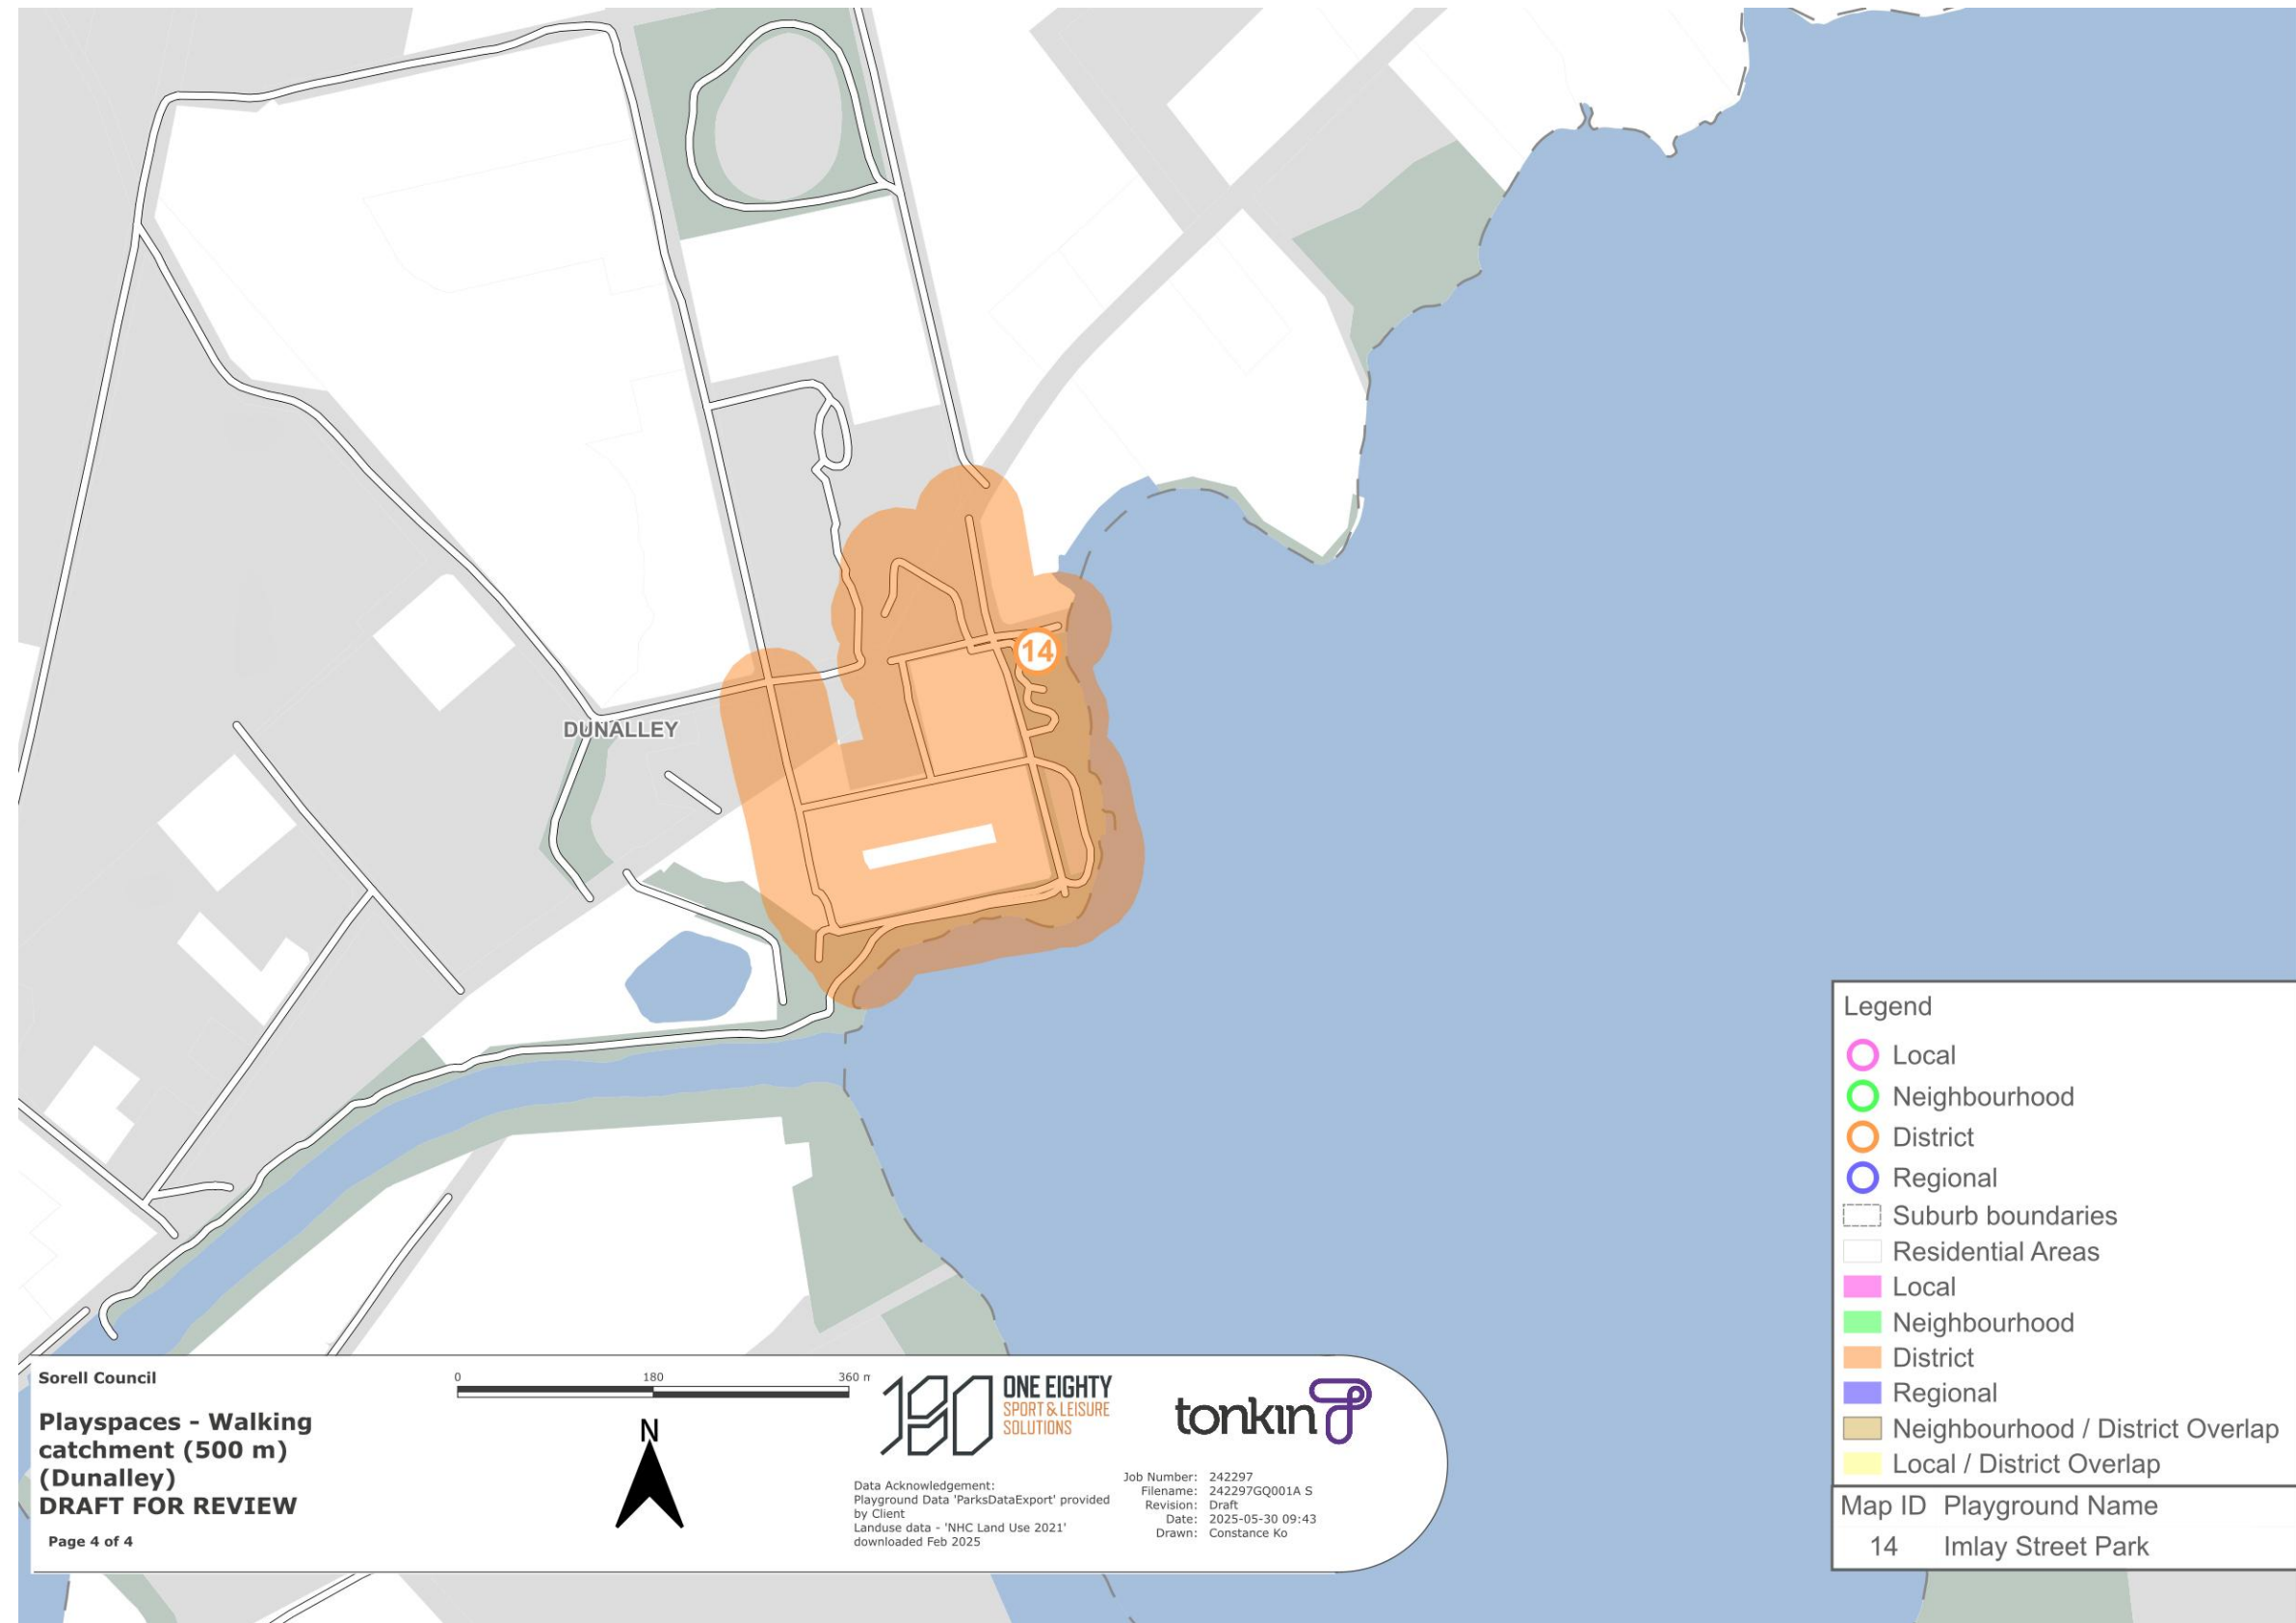 14
DUNALLEY
Legend
Local
Neighbourhood
District
Regional
Suburb boundaries
Residential Areas
Local
Neighbourhood
District
Regional
Neighbourhood / District Overlap
Local / District Overlap
Map ID Playground Name
14 Imlay Street Park
Sorell Council
Playspaces - Walking
catchment (500 m)
(Dunalley)
DRAFT FOR REVIEW
Page 4 of 4
0 180 360 m
N
180
ONE EIGHTY
SPORT & LEISURE
SOLUTIONS
tonkin
Data Acknowledgement:
Playground Data 'ParksDataExport' provided
by Client
Landuse data - 'NHC Land Use 2021'
downloaded Feb 2025
Job Number: 242297
Filename: 242297GQ001A S
Revision: Draft
Date: 2025-05-30 09:43
Drawn: Constance Ko